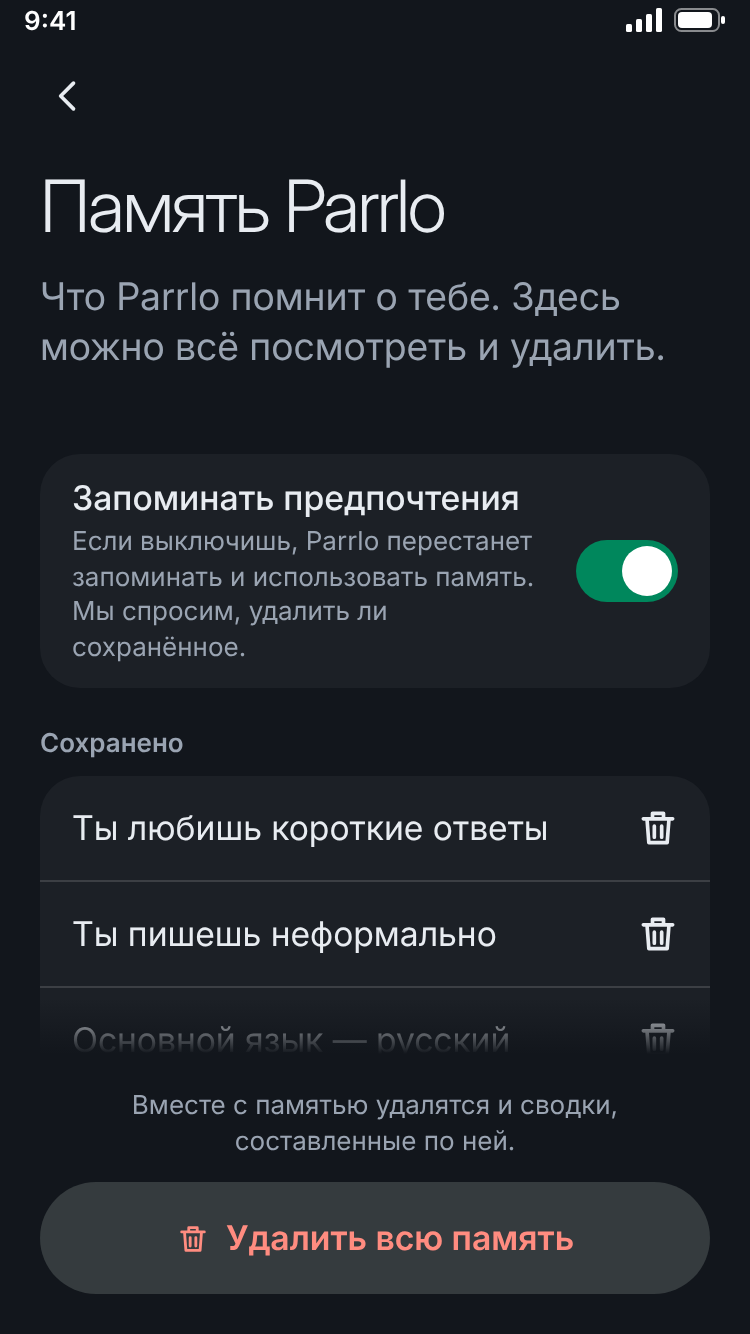 9:41
Память Parrlo
Что Parrlo помнит о тебе. Здесь
можно всё посмотреть и удалить.
Запоминать предпочтения
Если выключишь, Parrlo перестанет
запоминать и использовать память.
Мы спросим, удалить ли
сохранённое.
Сохранено
Ты любишь короткие ответы
Ты пишешь неформально
Основной язык — русский
Вместе с памятью удалятся и сводки,
составленные по ней.
Удалить всю память